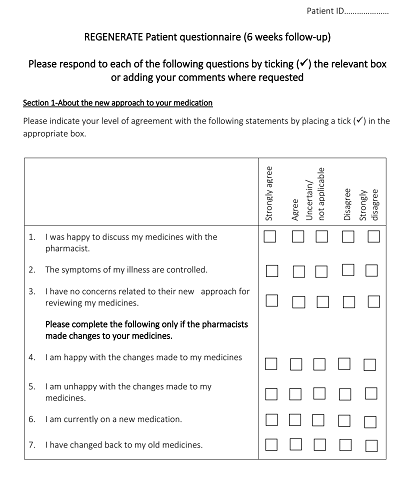 Patient ID......................
REGENERATE Patient questionnaire (6 weeks follow-up)
Please respond to each of the following questions by ticking (✓) the relevant box
or adding your comments where requested
Section 1-About the new approach to your medication
Please indicate your level of agreement with the following statements by placing a tick (✓) in the
appropriate box.
Strongly agree
Agree
Uncertain/
not applicable
Disagree
Strongly
disagree
1. I was happy to discuss my medicines with the
pharmacist.
2. The symptoms of my illness are controlled.
3. I have no concerns related to their new approach for
reviewing my medicines.
Please complete the following only if the pharmacists
made changes to your medicines.
4. I am happy with the changes made to my medicines
5. I am unhappy with the changes made to my
medicines.
6. I am currently on a new medication.
7. I have changed back to my old medicines.